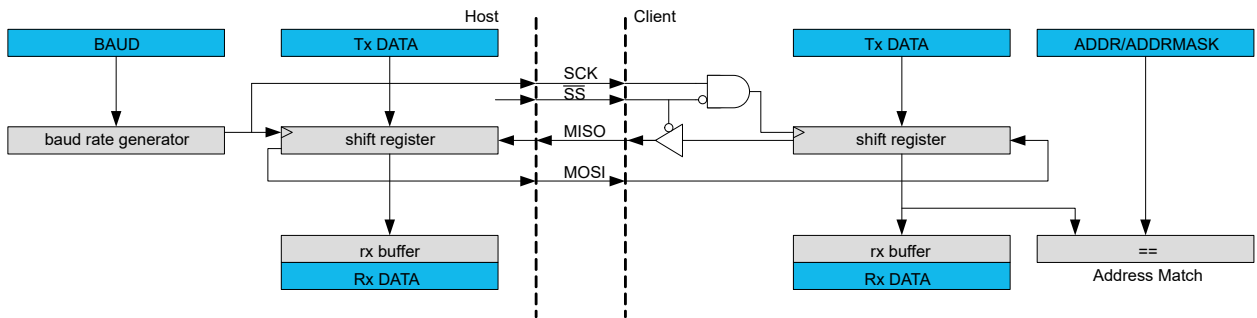 Host
Client
BAUD
Tx DATA
Tx DATA
ADDR/ADDRMASK
SCK
SS
baud rate generator
shift register
MISO
shift register
MOSI
rx buffer
rx buffer
==
Rx DATA
Rx DATA
Address Match